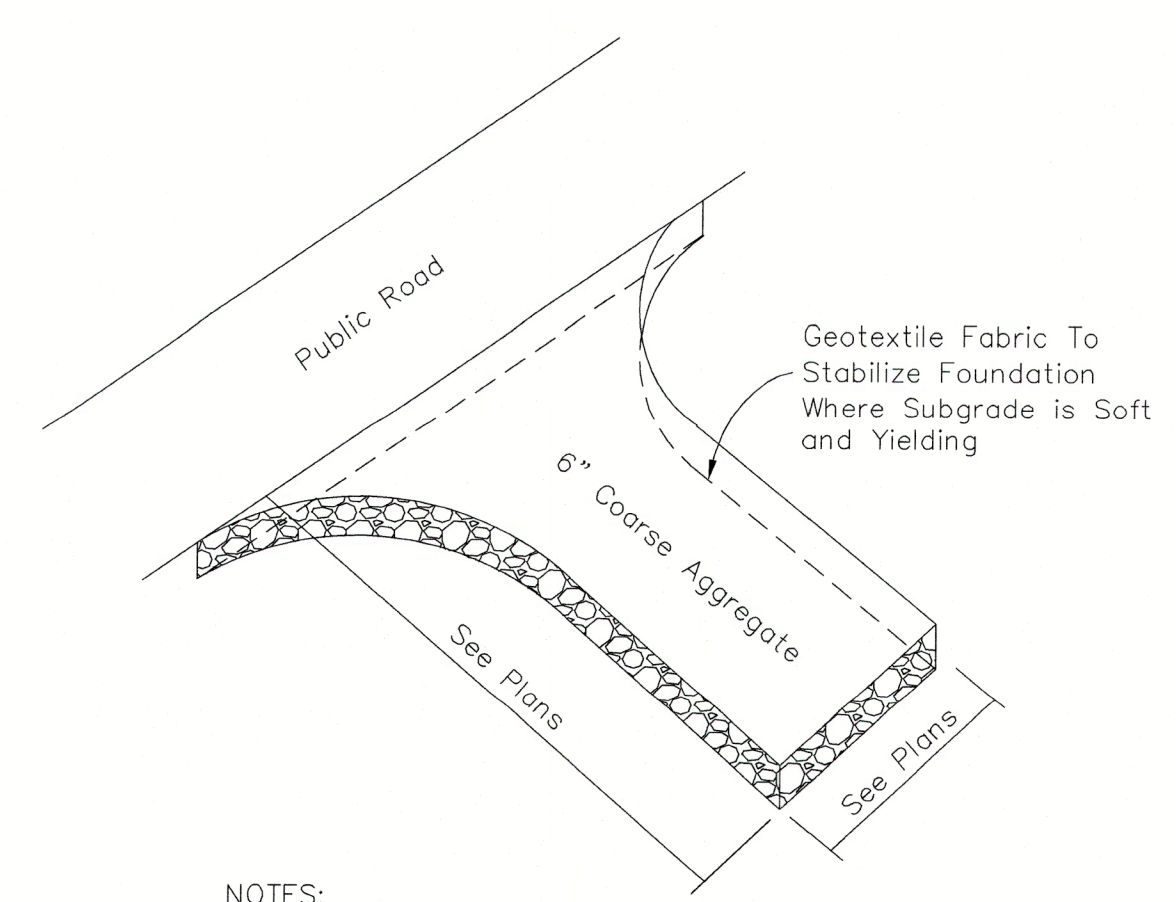 Public Road
Geotextile Fabric To
Stabilize Foundation
Where Subgrade is Soft
and Yielding
6" Coarse Aggregate
See Plans
See Plans
NOTES: